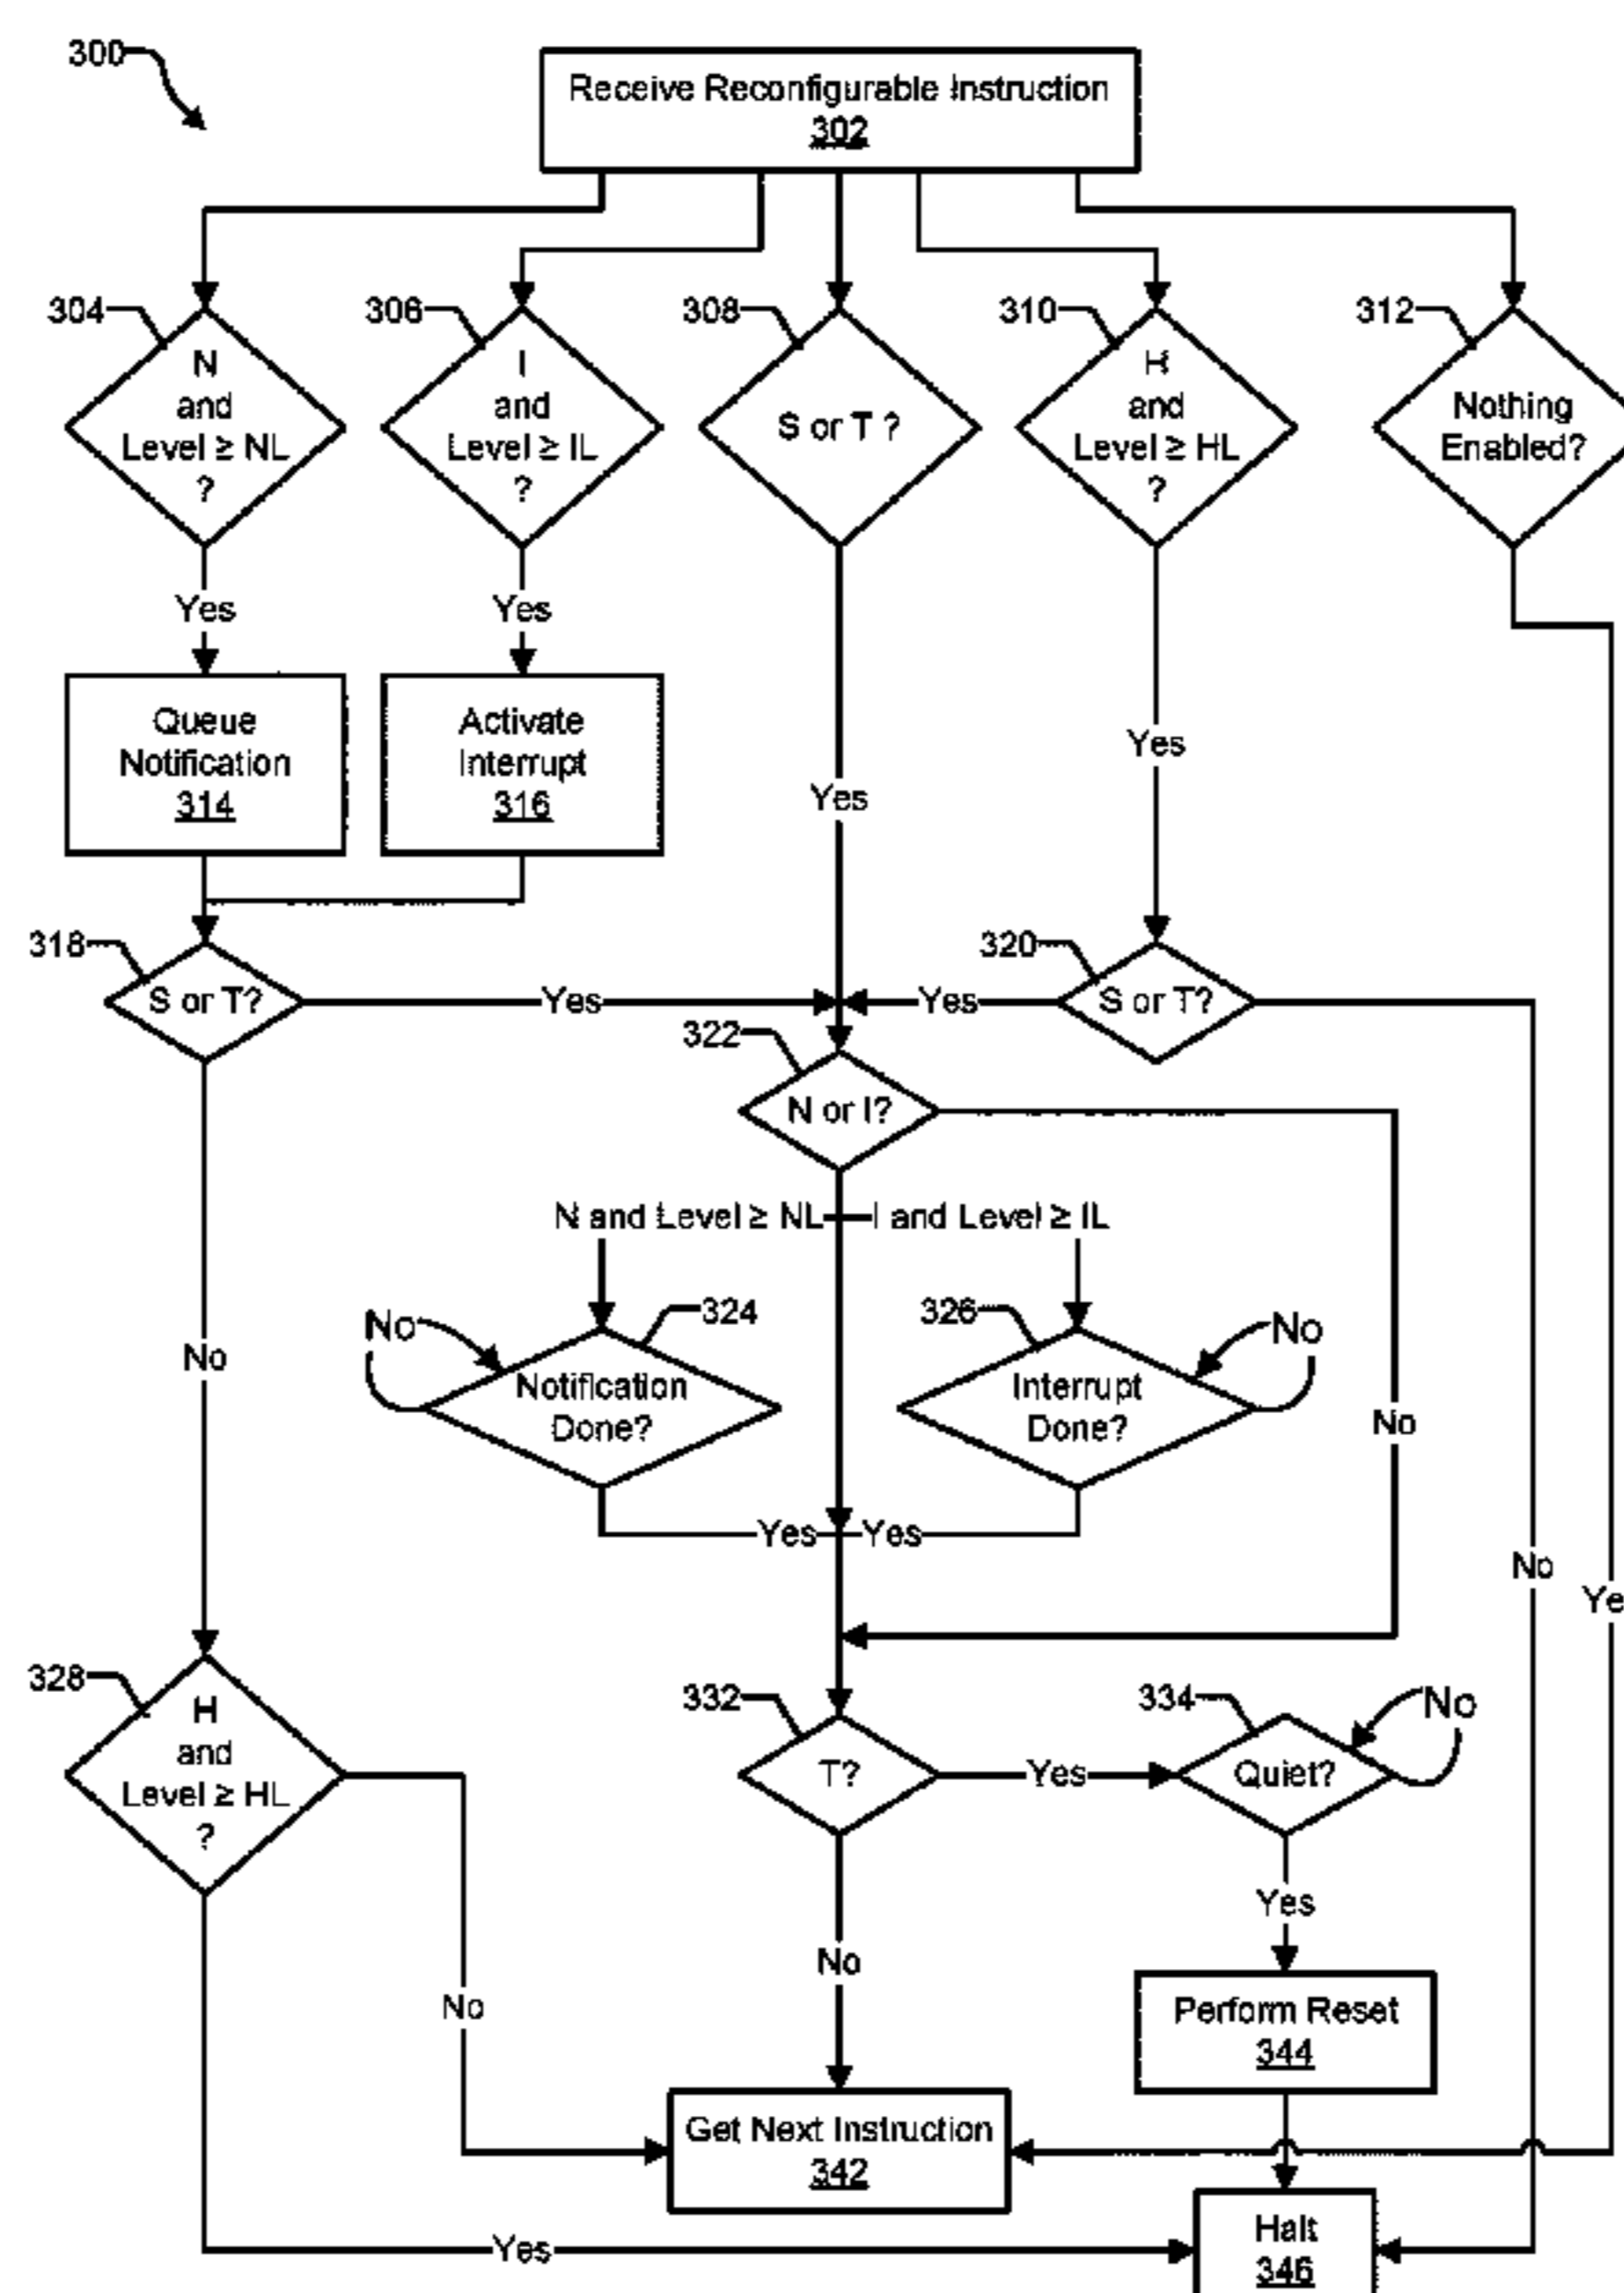 300
Receive Reconfigurable Instruction
302
304
N
and
Level ≥ NL
?
306
I
and
Level ≥ IL
?
308
S or T ?
310
H
and
Level ≥ HL
?
312
Nothing
Enabled?
Yes
Yes
Queue
Notification
314
Activate
Interrupt
316
Yes
Yes
318
S or T?
Yes
320
S or T?
Yes
322
N or I?
N and Level ≥ NL
I and Level ≥ IL
No
324
Notification
Done?
326
No
Interrupt
Done?
No
No
Yes
Yes
No
Ye
328
H
and
Level ≥ HL
?
332
T?
Yes
334
Quiet?
No
Yes
No
No
Perform Reset
344
Get Next Instruction
342
Yes
Halt
346